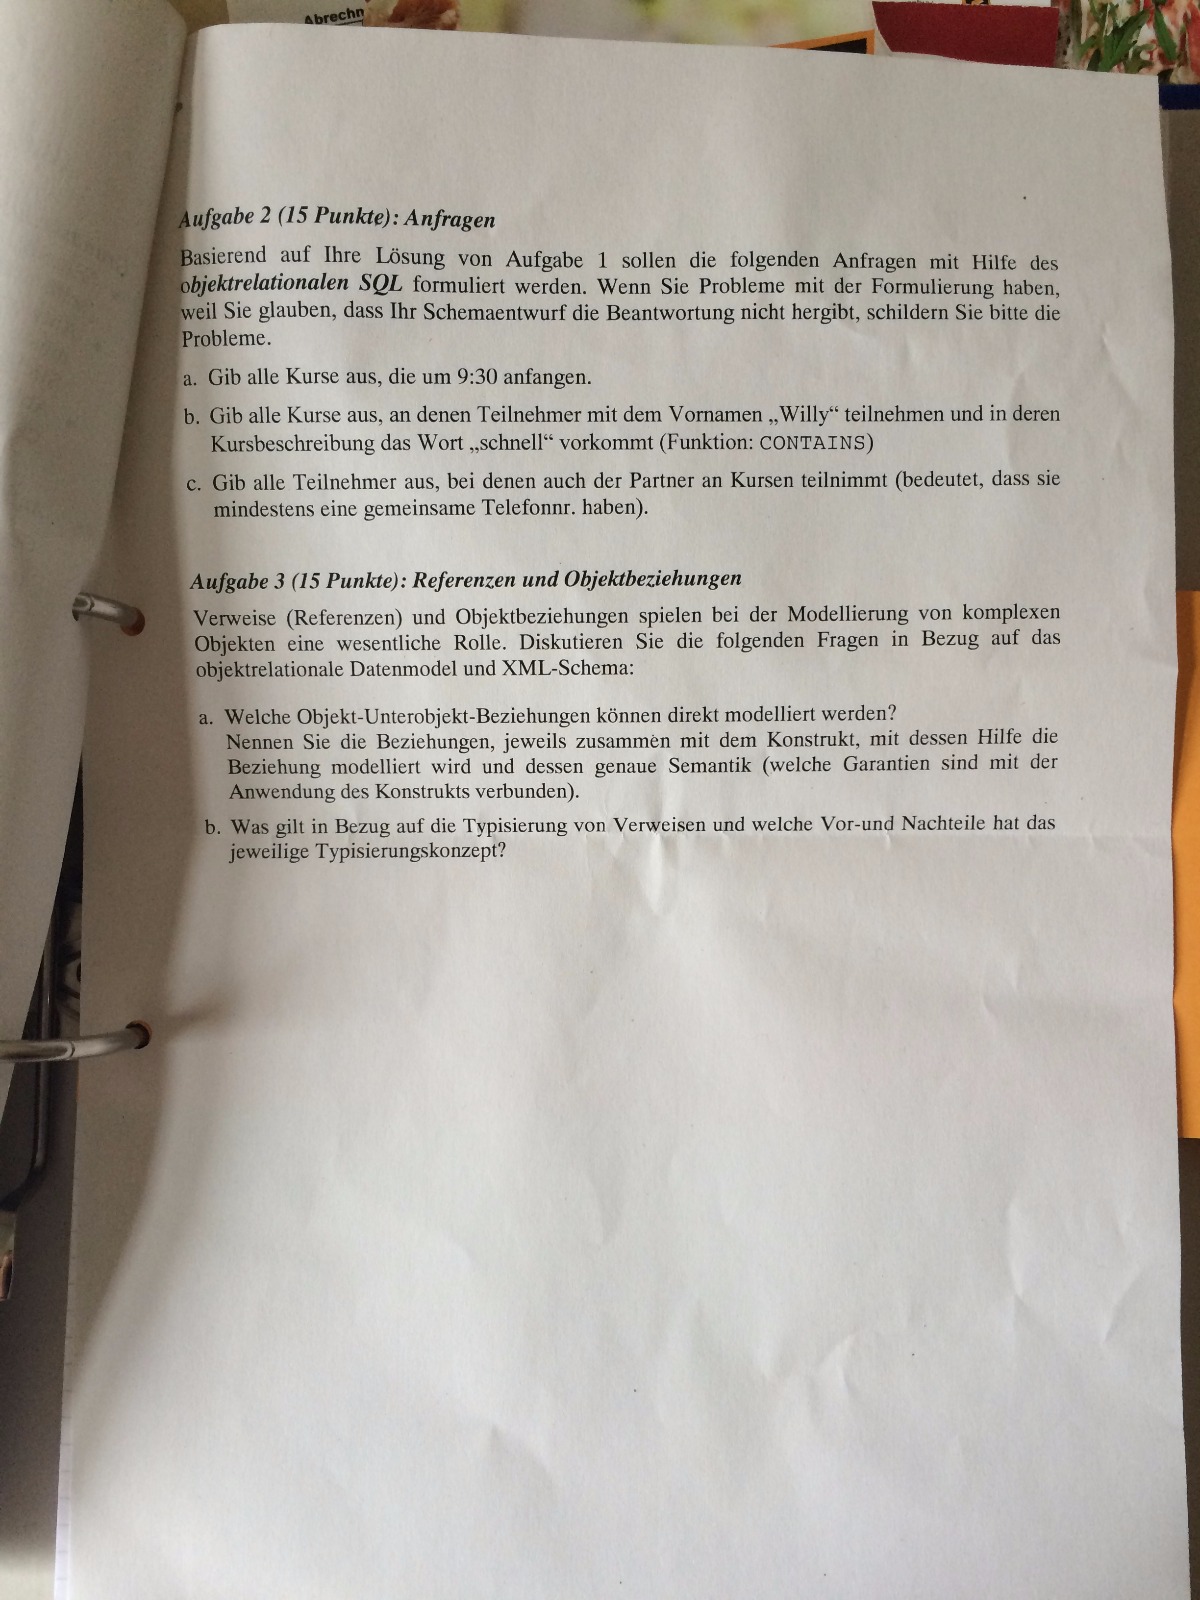 Abrechn
Aufgabe 2 (15 Punkte): Anfragen
Basierend auf Ihre Lösung von Aufgabe 1 sollen die folgenden Anfragen mit Hilfe des
objektrelationalen SQL formuliert werden. Wenn Sie Probleme mit der Formulierung haben,
weil Sie glauben, dass Ihr Schemaentwurf die Beantwortung nicht hergibt, schildern Sie bitte die
Probleme.
a. Gib alle Kurse aus, die um 9:30 anfangen.
b. Gib alle Kurse aus, an denen Teilnehmer mit dem Vornamen „Willy“ teilnehmen und in deren
Kursbeschreibung das Wort „schnell“ vorkommt (Funktion: CONTAINS)
c. Gib alle Teilnehmer aus, bei denen auch der Partner an Kursen teilnimmt (bedeutet, dass sie
mindestens eine gemeinsame Telefonnr. haben).
Aufgabe 3 (15 Punkte): Referenzen und Objektbeziehungen
Verweise (Referenzen) und Objektbeziehungen spielen bei der Modellierung von komplexen
Objekten eine wesentliche Rolle. Diskutieren Sie die folgenden Fragen in Bezug auf das
objektrelationale Datenmodel und XML-Schema:
a. Welche Objekt-Unterobjekt-Beziehungen können direkt modelliert werden?
Nennen Sie die Beziehungen, jeweils zusammen mit dem Konstrukt, mit dessen Hilfe die
Beziehung modelliert wird und dessen genaue Semantik (welche Garantien sind mit der
Anwendung des Konstrukts verbunden).
b. Was gilt in Bezug auf die Typisierung von Verweisen und welche Vor-und Nachteile hat das
jeweilige Typisierungskonzept?